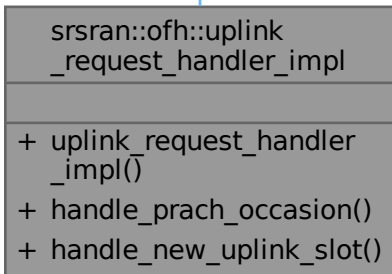 srsran::ofh::uplink
_request_handler_impl
+ uplink_request_handler
_impl()
+ handle_prach_occasion()
+ handle_new_uplink_slot()